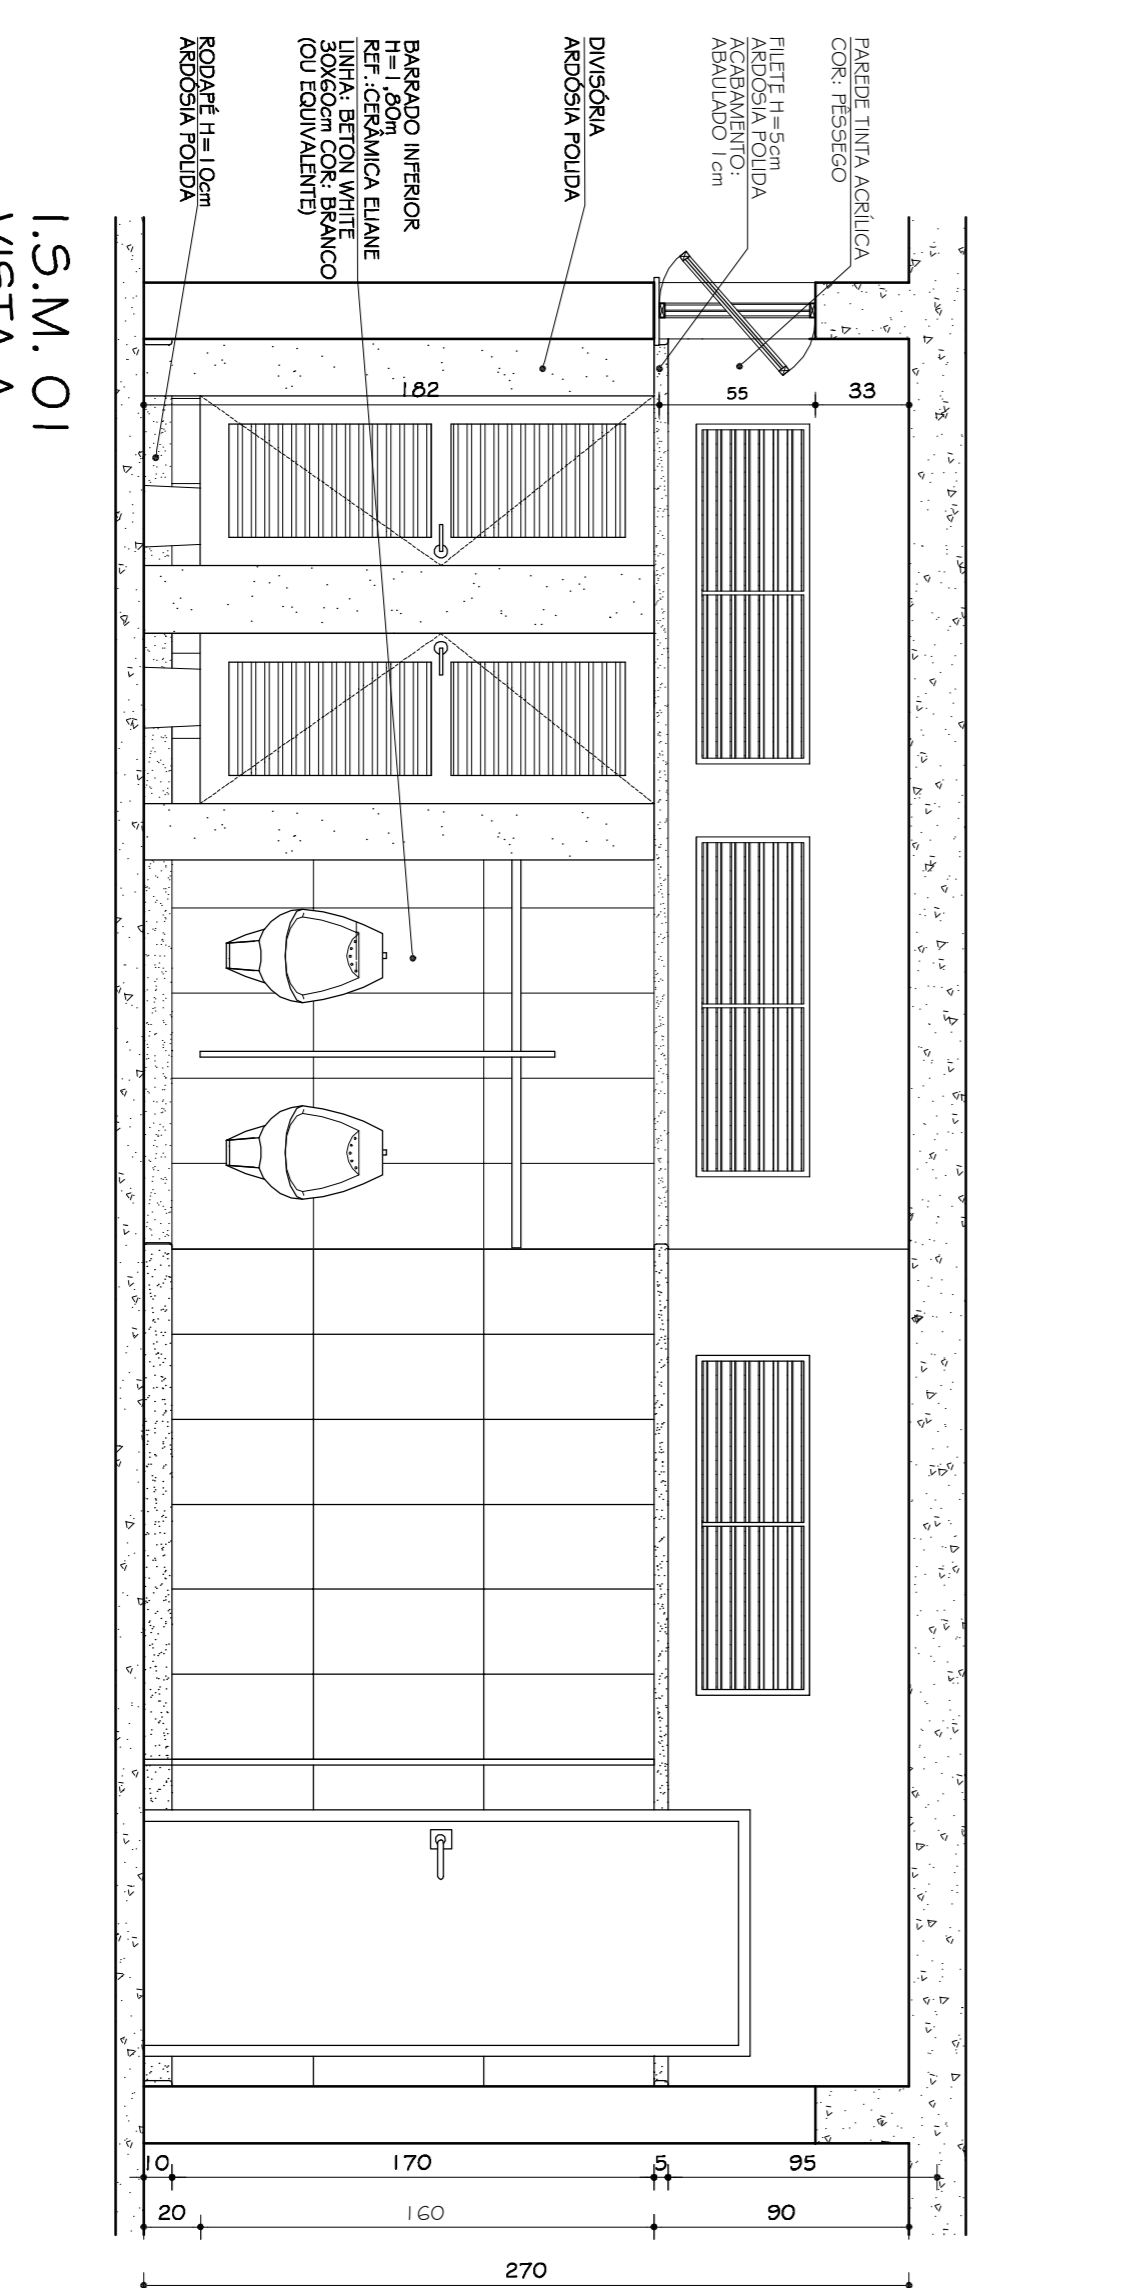 PAREDE TINTA ACRÍLICA
COR: PÊSSEGO
FILETE H=5cm
ARDÓSIA POLIDA
ACABAMENTO:
ABAULADO 1cm
DIVISÓRIA
ARDÓSIA POLIDA
BARRADO INFERIOR
H=1,80m
REF.:CERÂMICA ELIANE
LINHA: BETON WHITE
30X60cm COR: BRANCO
(OU EQUIVALENTE)
RODAPÉ H=10cm
ARDÓSIA POLIDA
182
55
33
10
170
5
95
20
160
90
270
I.S.M. 01
VISTA A